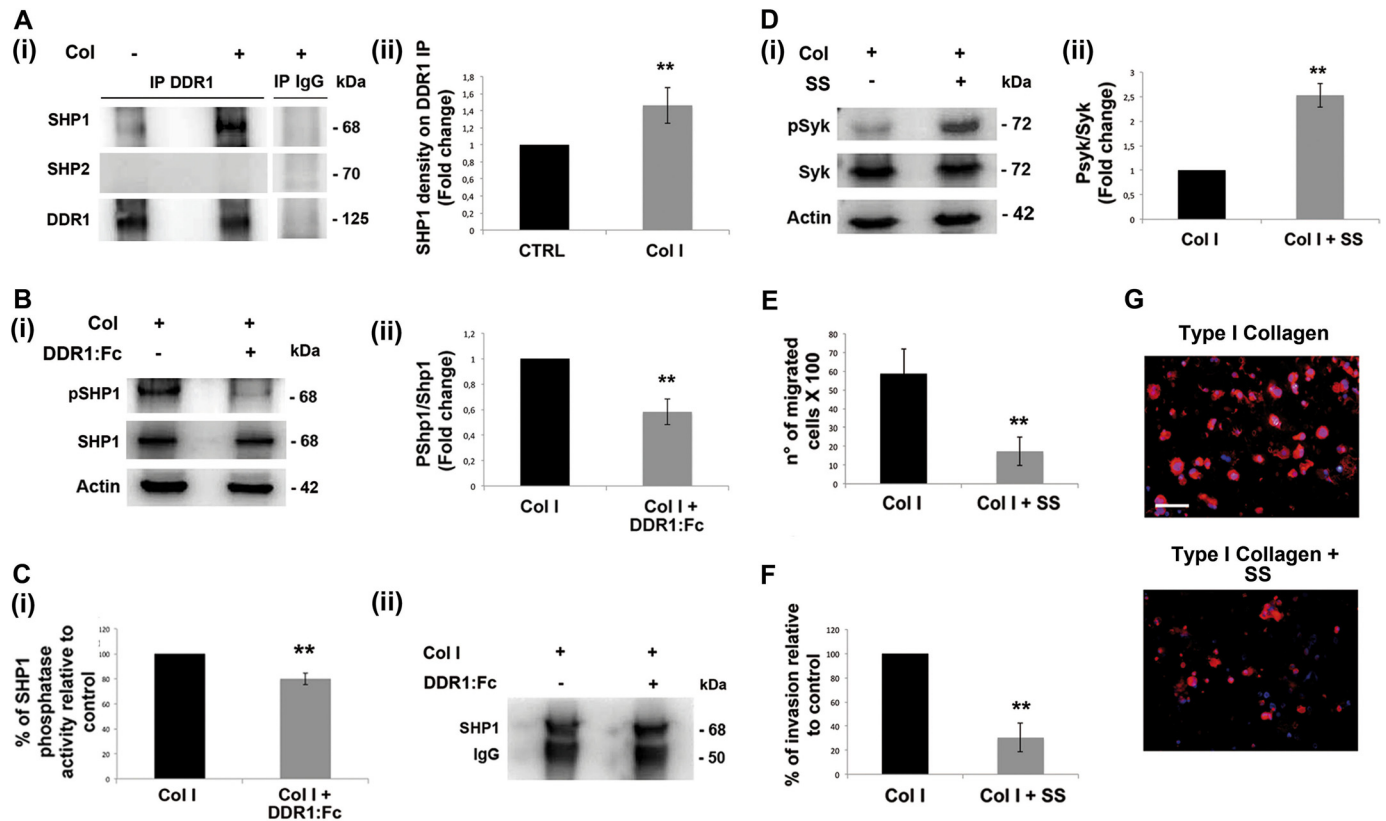 A
(i)
Col - + +
IP DDR1 IP IgG kDa
SHP1 - 68
SHP2 - 70
DDR1 - 125
(ii)
SHP1 density on DDR1 IP
(Fold change)
1,8
1,6
1,4
1,2
1
0,8
0,6
0,4
0,2
0
**
CTRL Col I
B
(i)
Col + +
DDR1:Fc - + kDa
pSHP1 - 68
SHP1 - 68
Actin - 42
(ii)
PShp1/Shp1
(Fold change)
1,2
1
0,8
0,6
0,4
0,2
0
**
Col I Col I +
DDR1:Fc
C
(i)
% of SHP1
phosphatase
activity relative to
control
120
100
80
60
40
20
0
**
Col I Col I +
DDR1:Fc
(ii)
Col I + +
DDR1:Fc - + kDa
SHP1 - 68
IgG - 50
D
(i)
Col + +
SS - + kDa
pSyk - 72
Syk - 72
Actin - 42
(ii)
Psyk/Syk
(Fold change)
3
2,5
2
1,5
1
0,5
0
**
Col I Col I + SS
E
n° of migrated
cells X 100
80
70
60
50
40
30
20
10
0
**
Col I Col I + SS
F
% of invasion relative
to control
120
100
80
60
40
20
0
**
Col I Col I + SS
G
Type I Collagen
Type I Collagen +
SS